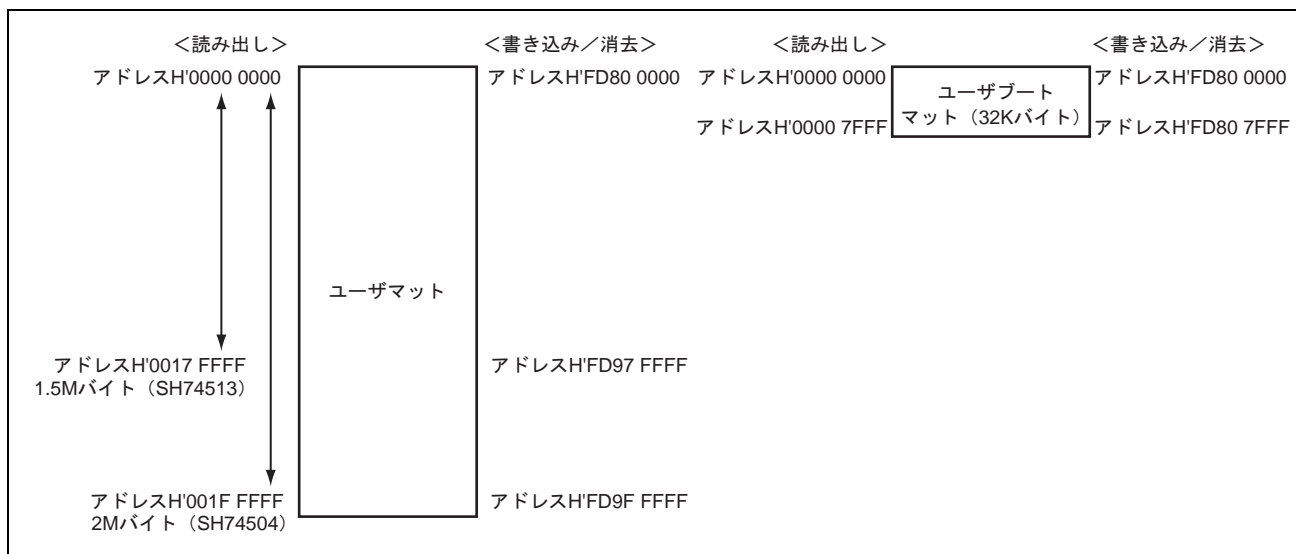 ＜読み出し＞
アドレスH'0000 0000
アドレスH'0017 FFFF
1.5Mバイト（SH74513）
アドレスH'001F FFFF
2Mバイト（SH74504）
ユーザマット
＜書き込み／消去＞
アドレスH'FD80 0000
アドレスH'FD97 FFFF
アドレスH'FD9F FFFF
＜読み出し＞
アドレスH'0000 0000
アドレスH'0000 7FFF
ユーザブート
マット（32Kバイト）
＜書き込み／消去＞
アドレスH'FD80 0000
アドレスH'FD80 7FFF